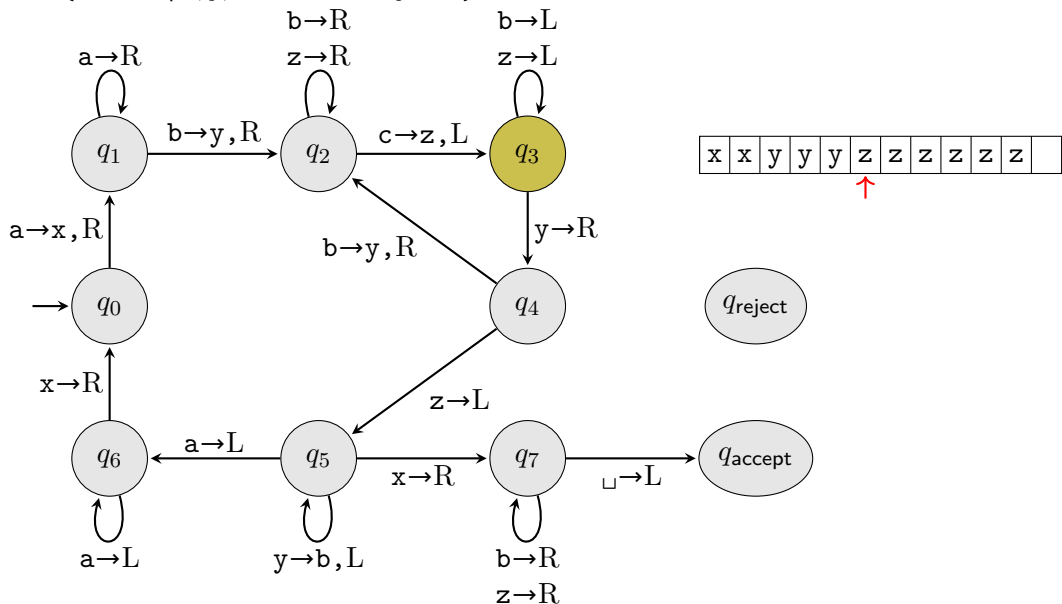 b→R
b→L
a→R
z→R
z→L
q1
b→y,R
q2
c→z,L
q3
x x y y y z z z z z z
a→x,R
b→y,R
y→R
q0
q4
qreject
x→R
z→L
q6
a→L
q5
x→R
q7
␣→L
qaccept
a→L
y→b,L
b→R
z→R